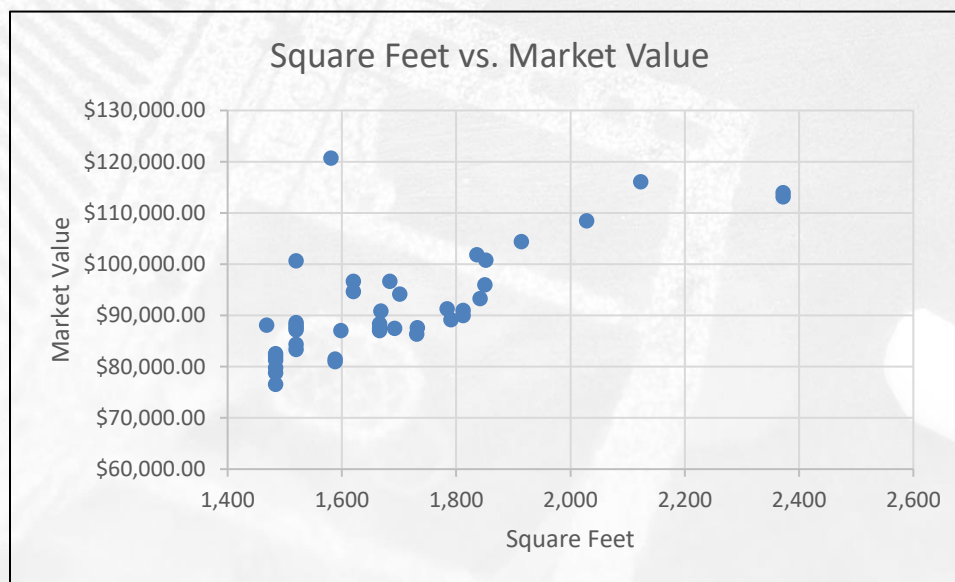 Square Feet vs. Market Value
$130,000.00
$120,000.00
$110,000.00
$100,000.00
$90,000.00
$80,000.00
$70,000.00
$60,000.00
Market Value
1,400 1,600 1,800 2,000 2,200 2,400 2,600
Square Feet